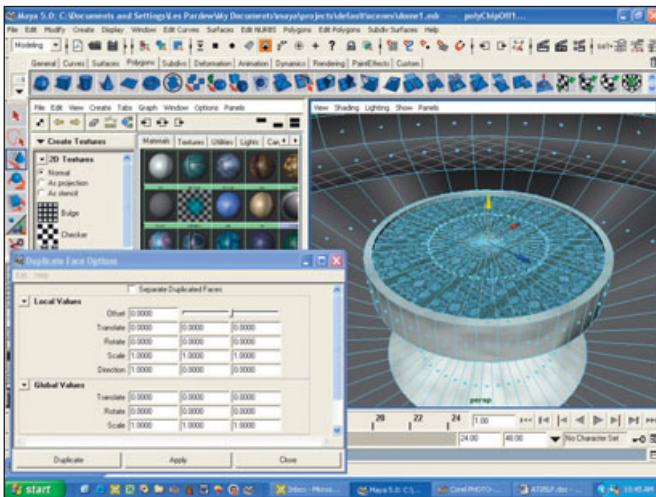 Maya 5.0: C:\Documents and Settings\Les Pardew\My Documents\maya\projects\default\scenes\dome1.mb --- polyChipOff1...
File Edit Modify Create Display Window Edit Curves Surfaces Edit NURBS Polygons Edit Polygons Subdiv Surfaces Help
Modeling
General Curves Surfaces Polygons Subdivs Deformation Animation Dynamics Rendering PaintEffects Custom
File Edit View Create Tabs Graph Window Options Panels
View Shading Lighting Show Panels
Create Textures
Materials Textures Utilities Lights
2D Textures
Normal
As projection
As stencil
Bulge
Checker
Duplicate Face Options
Edit Help
Separate Duplicated Faces
Local Values
Offset 0.0000
Translate 0.0000 0.0000 0.0000
Rotate 0.0000 0.0000 0.0000
Scale 1.0000 1.0000 1.0000
Direction 1.0000 0.0000 0.0000
Global Values
Translate 0.0000 0.0000 0.0000
Rotate 0.0000 0.0000 0.0000
Scale 1.0000 1.0000 1.0000
Duplicate Apply Close
persp
20 22 24 1.00
24.00 48.00 No Character Set
start Inbox - Micros... Maya 5.0: C:\... Corel PHOTO-... 10:45 AM